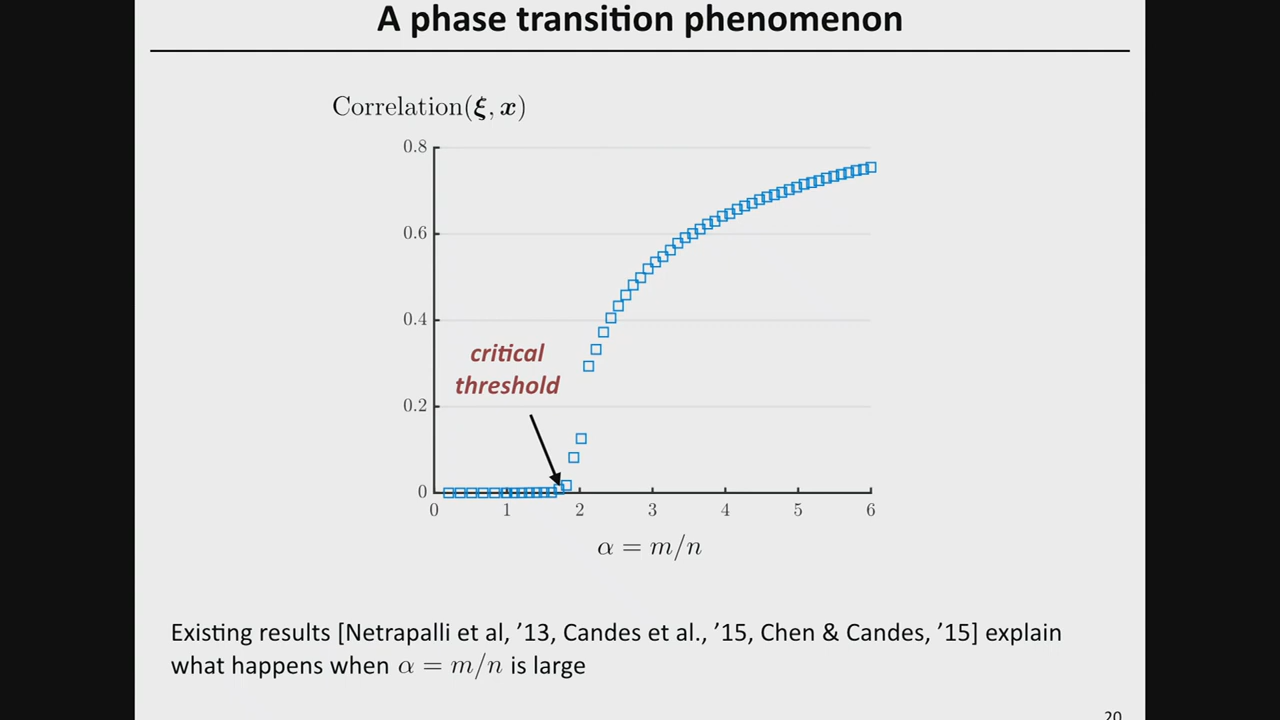 A phase transition phenomenon
Correlation(ξ, x)
0.8
0.6
0.4
0.2
0
critical
threshold
0 1 2 3 4 5 6
α = m/n
Existing results [Netrapalli et al, ’13, Candes et al., ’15, Chen & Candes, ’15] explain
what happens when α = m/n is large
20